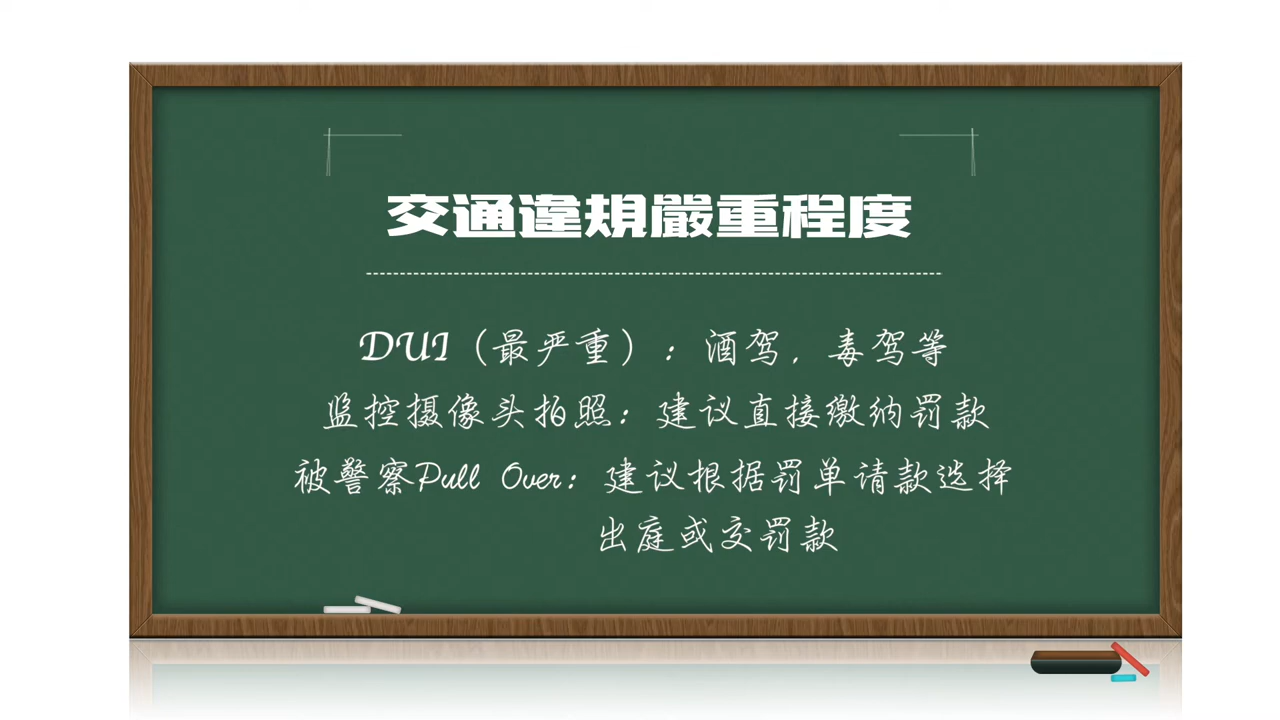 交通違規嚴重程度
DUI（最严重）：酒驾，毒驾等
监控摄像头拍照：建议直接缴纳罚款
被警察Pull Over：建议根据罚单请款选择
出庭或交罚款